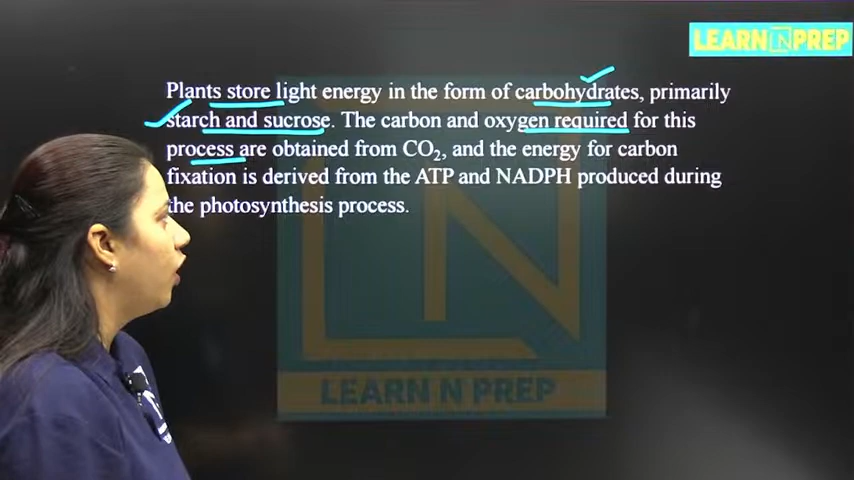 LEARN N PREP
Plants store light energy in the form of carbohydrates, primarily
starch and sucrose. The carbon and oxygen required for this
process are obtained from CO₂, and the energy for carbon
fixation is derived from the ATP and NADPH produced during
the photosynthesis process.
LN
LEARN N PREP